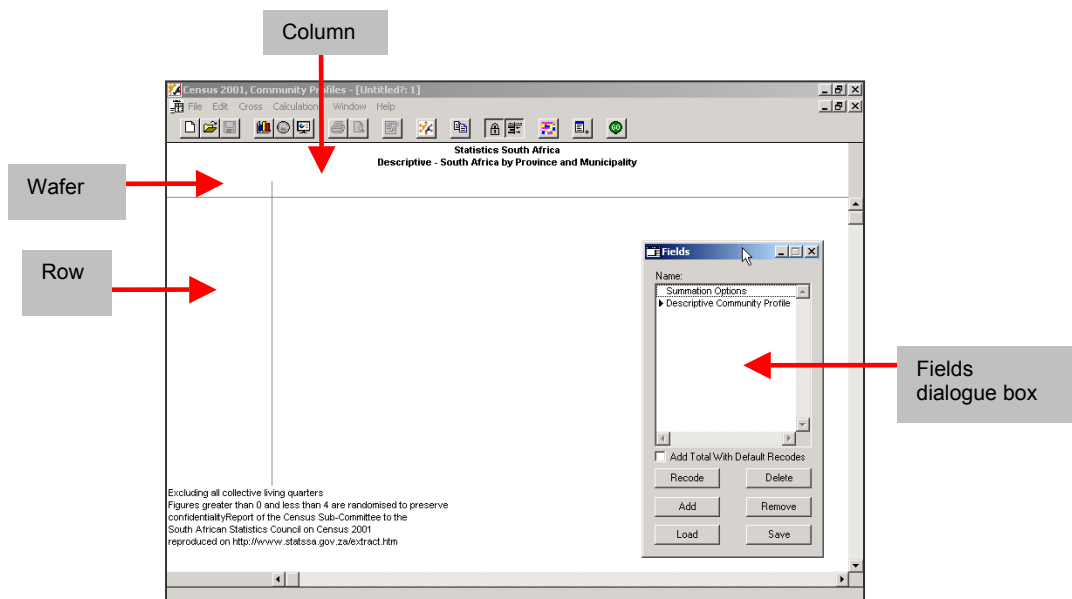 Column
Census 2001, Community Profiles - [Untitled?: 1]
File Edit Cross Calculations Window Help
GO
Statistics South Africa
Descriptive - South Africa by Province and Municipality
Wafer
Row
Fields
Name:
Summation Options
Descriptive Community Profile
Fields
dialogue box
Add Total With Default Recodes
Recode Delete
Add Remove
Load Save
Excluding all collective living quarters
Figures greater than 0 and less than 4 are randomised to preserve
confidentialityReport of the Census Sub-Committee to the
South African Statistics Council on Census 2001
reproduced on http://www.statssa.gov.za/extract.htm